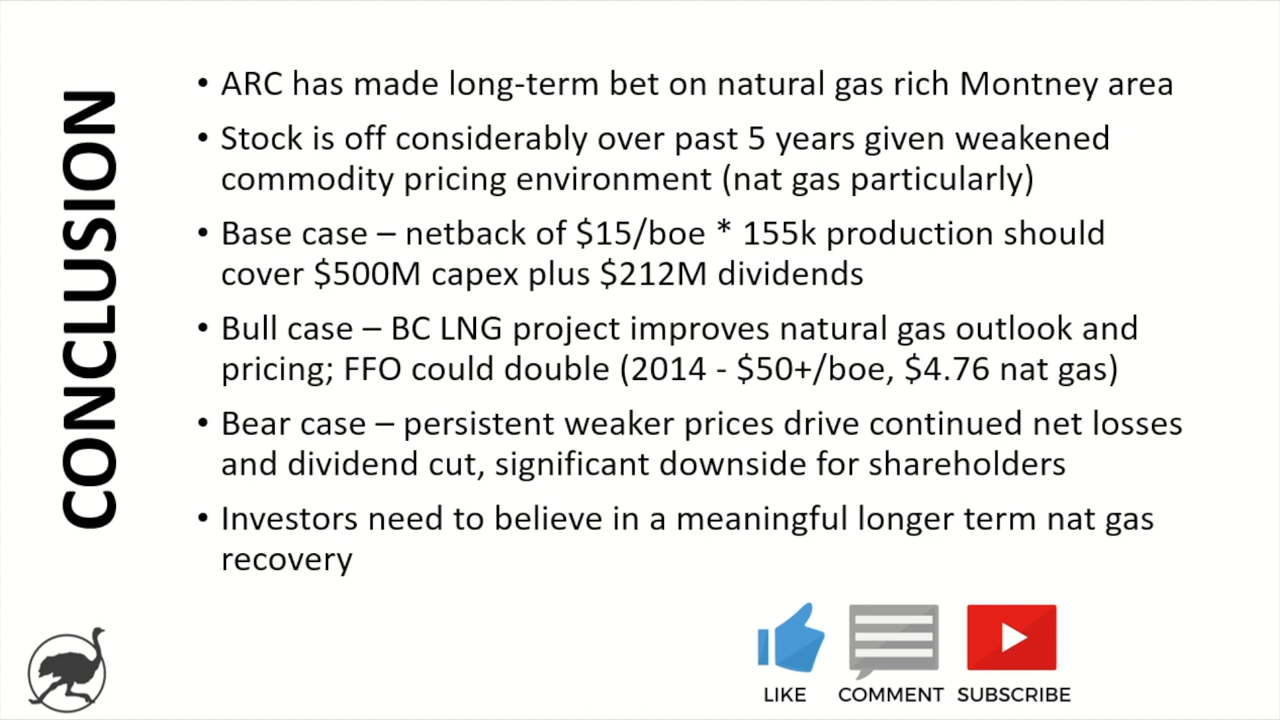 CONCLUSION
• ARC has made long-term bet on natural gas rich Montney area
• Stock is off considerably over past 5 years given weakened
commodity pricing environment (nat gas particularly)
• Base case – netback of $15/boe * 155k production should
cover $500M capex plus $212M dividends
• Bull case – BC LNG project improves natural gas outlook and
pricing; FFO could double (2014 - $50+/boe, $4.76 nat gas)
• Bear case – persistent weaker prices drive continued net losses
and dividend cut, significant downside for shareholders
• Investors need to believe in a meaningful longer term nat gas
recovery
LIKE COMMENT SUBSCRIBE